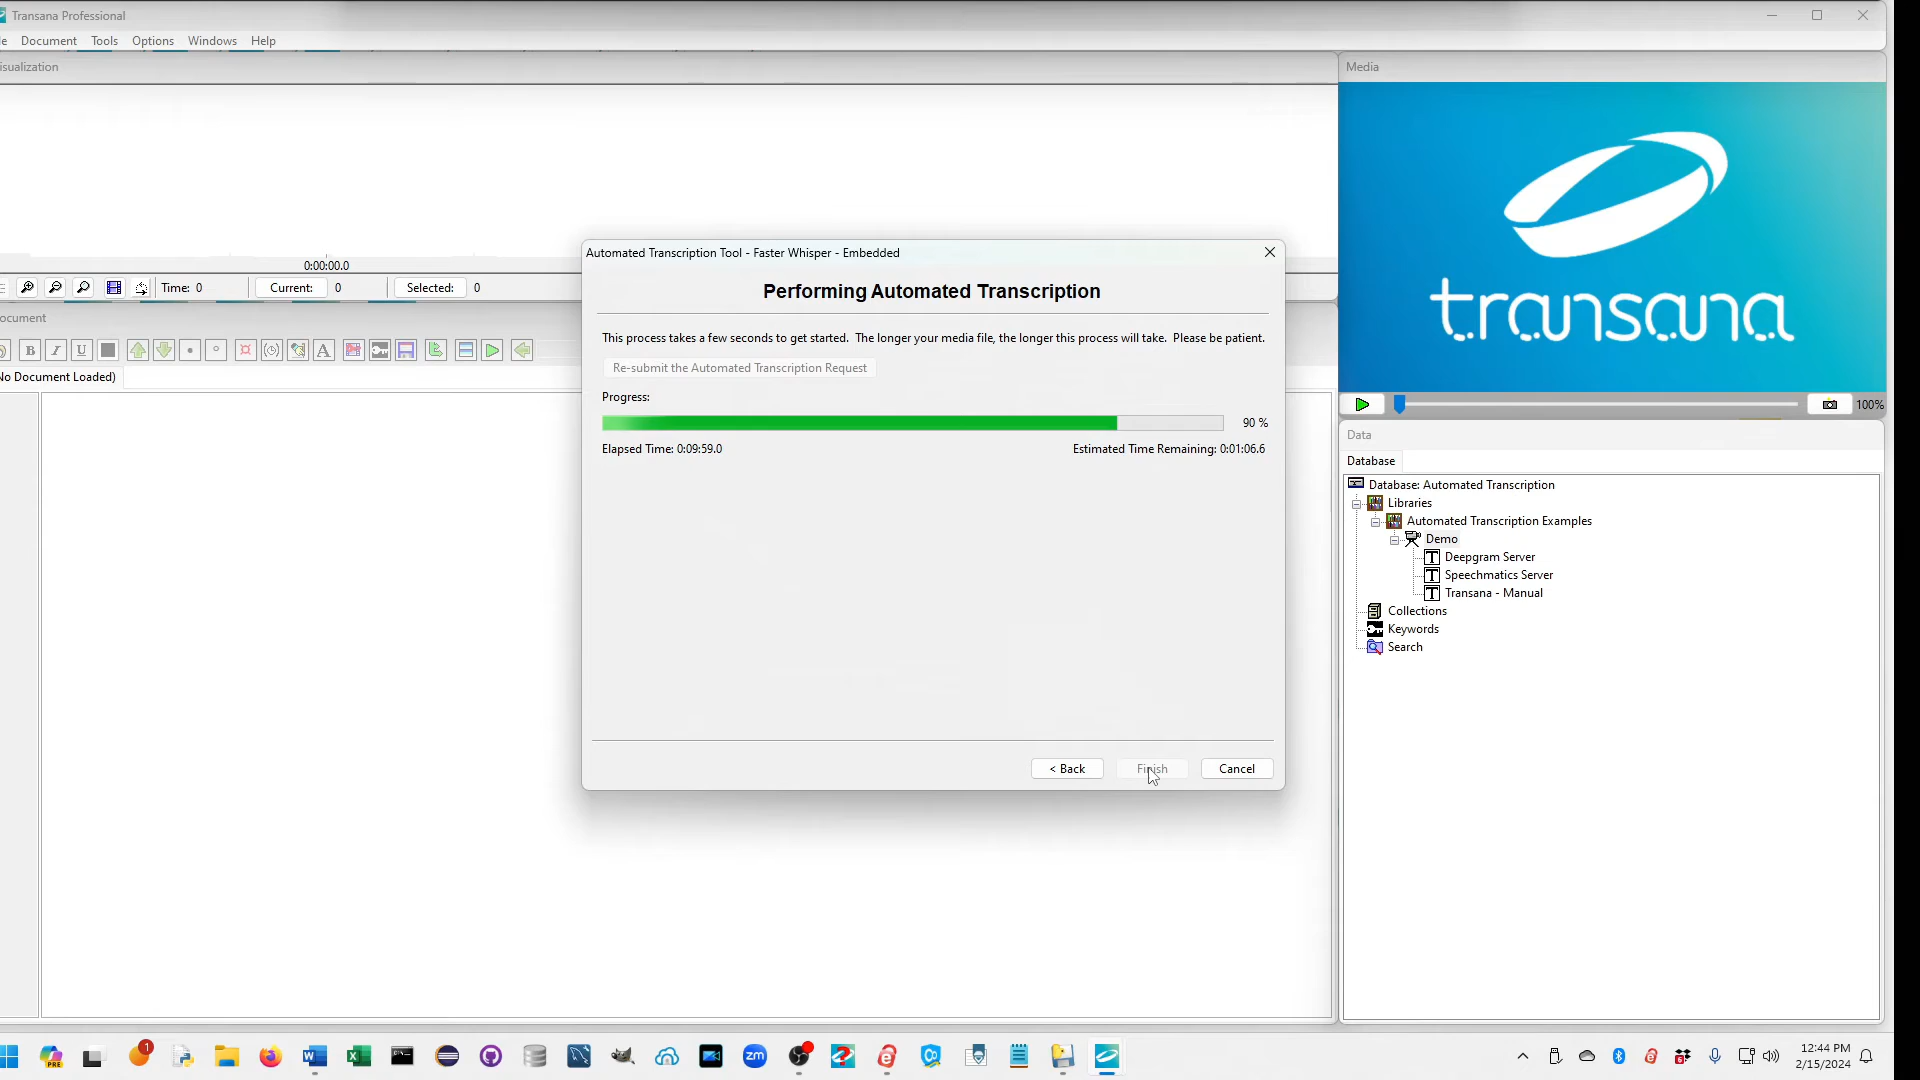 Transana Professional
le Document Tools Options Windows Help
isualization
Media
transana
0:00:00.0
Time: 0 Current: 0 Selected: 0
ocument
B I U A
No Document Loaded)
Automated Transcription Tool - Faster Whisper - Embedded
Performing Automated Transcription
This process takes a few seconds to get started. The longer your media file, the longer this process will take. Please be patient.
Re-submit the Automated Transcription Request
Progress:
90 %
Elapsed Time: 0:09:59.0 Estimated Time Remaining: 0:01:06.6
< Back Finish Cancel
100%
Data
Database
Database: Automated Transcription
Libraries
Automated Transcription Examples
Demo
T Deepgram Server
T Speechmatics Server
T Transana - Manual
Collections
Keywords
Search
PRE
1
zm
12:44 PM
2/15/2024